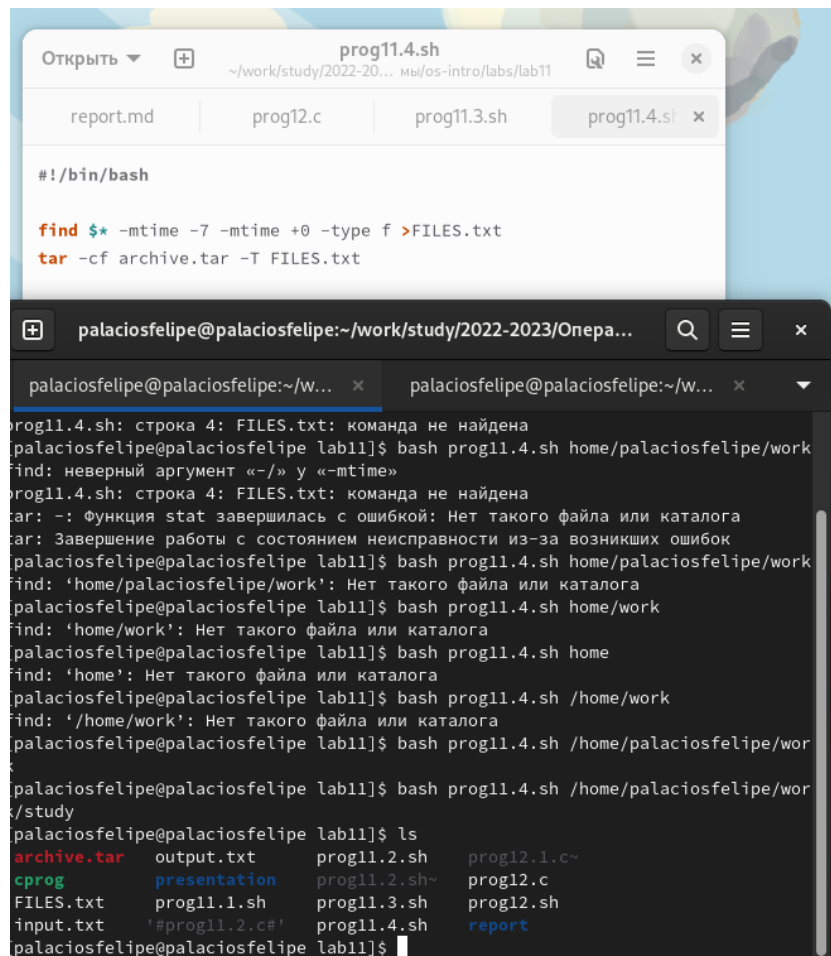 Открыть
prog11.4.sh
~/work/study/2022-20... мы/os-intro/labs/lab11
report.md
prog12.c
prog11.3.sh
prog11.4.sh
#!/bin/bash
find $* -mtime -7 -mtime +0 -type f >FILES.txt
tar -cf archive.tar -T FILES.txt
palaciosfelipe@palaciosfelipe:~/work/study/2022-2023/Опера...
palaciosfelipe@palaciosfelipe:~/w...
palaciosfelipe@palaciosfelipe:~/w...
prog11.4.sh: строка 4: FILES.txt: команда не найдена
[palaciosfelipe@palaciosfelipe lab11]$ bash prog11.4.sh home/palaciosfelipe/work
find: неверный аргумент «-/» у «-mtime»
prog11.4.sh: строка 4: FILES.txt: команда не найдена
tar: -: Функция stat завершилась с ошибкой: Нет такого файла или каталога
tar: Завершение работы с состоянием неисправности из-за возникших ошибок
[palaciosfelipe@palaciosfelipe lab11]$ bash prog11.4.sh home/palaciosfelipe/work
find: ‘home/palaciosfelipe/work’: Нет такого файла или каталога
[palaciosfelipe@palaciosfelipe lab11]$ bash prog11.4.sh home/work
find: ‘home/work’: Нет такого файла или каталога
[palaciosfelipe@palaciosfelipe lab11]$ bash prog11.4.sh home
find: ‘home’: Нет такого файла или каталога
[palaciosfelipe@palaciosfelipe lab11]$ bash prog11.4.sh /home/work
find: ‘/home/work’: Нет такого файла или каталога
[palaciosfelipe@palaciosfelipe lab11]$ bash prog11.4.sh /home/palaciosfelipe/wor
k
[palaciosfelipe@palaciosfelipe lab11]$ bash prog11.4.sh /home/palaciosfelipe/wor
k/study
[palaciosfelipe@palaciosfelipe lab11]$ ls
archive.tar output.txt prog11.2.sh prog12.1.c~
cprog presentation prog11.2.sh~ prog12.c
FILES.txt prog11.1.sh prog11.3.sh prog12.sh
input.txt '#prog11.2.c#' prog11.4.sh report
[palaciosfelipe@palaciosfelipe lab11]$